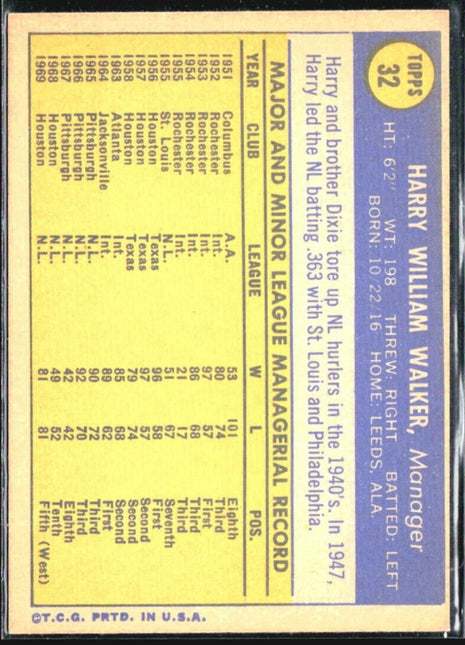 TOPPS
32
HARRY WILLIAM WALKER, Manager
HT: 6'2" WT: 198 THREW: RIGHT BATTED: LEFT
BORN: 10/22/16 HOME: LEEDS, ALA.
Harry and brother Dixie tore up NL hurlers in the 1940's. In 1947,
Harry led the NL batting .363 with St. Louis and Philadelphia.
MAJOR AND MINOR LEAGUE MANAGERIAL RECORD
YEAR CLUB LEAGUE W L POS.
1951 Columbus A.A. 53 101 Eighth
1952 Rochester Int. 80 74 Third
1953 Rochester Int. 97 57 First
1954 Rochester Int. 86 68 Third
1955 Rochester Int. 21 17 Third
1955 St. Louis N.L. 51 67 Seventh
1956 Houston Texas 96 58 First
1957 Houston Texas 97 57 Second
1958 Houston Texas 79 74 Second
1963 Atlanta Int. 85 68 Second
1964 Jacksonville Int. 89 62 First
1965 Pittsburgh N.L. 90 72 Third
1966 Pittsburgh N.L. 92 70 Third
1967 Pittsburgh N.L. 42 42 Eighth
1968 Houston N.L. 49 52 Tenth
1969 Houston N.L. 81 81 Fifth (West)
©T.C.G. PRTD. IN U.S.A.